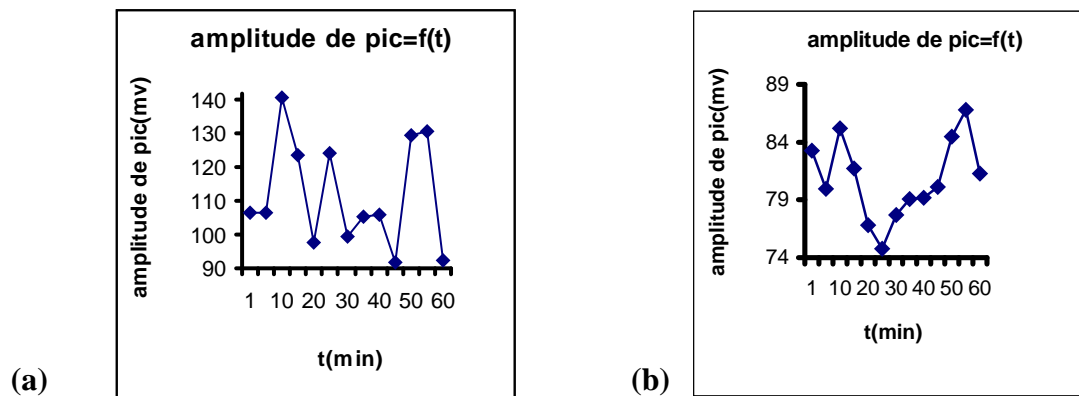 amplitude de pic=f(t)
amplitude de pic(mv)
140
130
120
110
100
90
1 10 20 30 40 50 60
t(min)
(a)
amplitude de pic=f(t)
amplitude de pic(mv)
89
84
79
74
1 10 20 30 40 50 60
t(min)
(b)